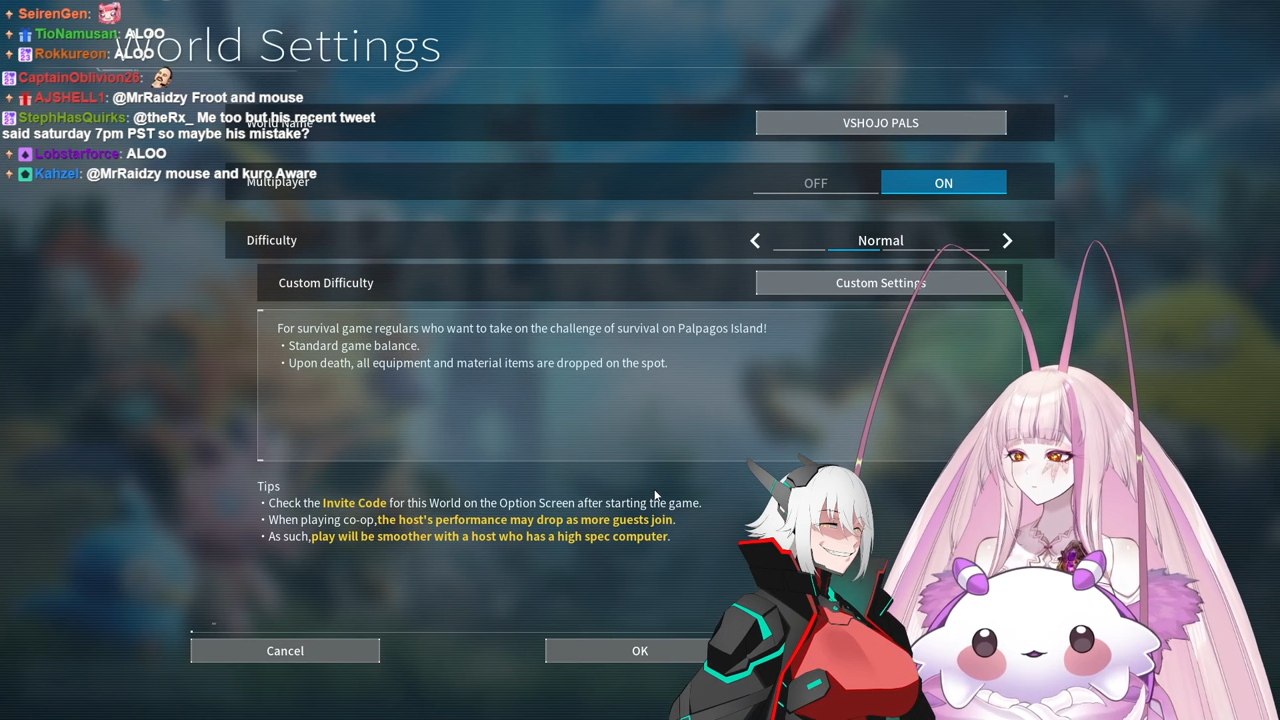 SeirenGen:
World Settings
TioNamusan: ALOO
Rokkureon: ALOO
CaptainOblivion26:
AJSHELL1: @MrRaidzy Froot and mouse
StephHasQuirks: @theRx_ Me too but his recent tweet
said saturday 7pm PST so maybe his mistake?
World Name
VSHOJO PALS
Lobstarforce: ALOO
Kahzel: @MrRaidzy mouse and kuro Aware
Multiplayer
OFF
ON
Difficulty
Normal
Custom Difficulty
Custom Settings
For survival game regulars who want to take on the challenge of survival on Palpagos Island!
・Standard game balance.
・Upon death, all equipment and material items are dropped on the spot.
Tips
・Check the Invite Code for this World on the Option Screen after starting the game.
・When playing co-op,the host's performance may drop as more guests join.
・As such,play will be smoother with a host who has a high spec computer.
Cancel
OK